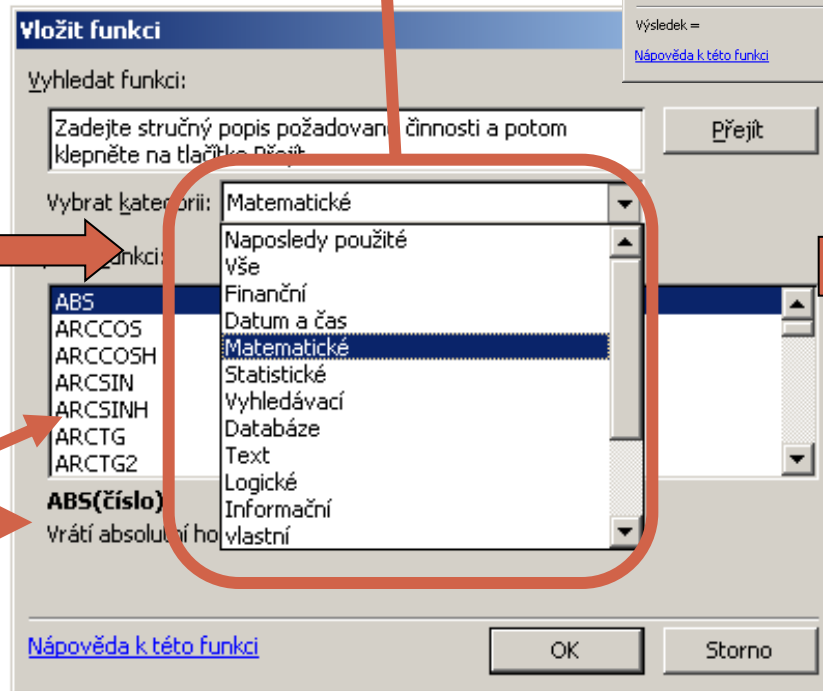 Vložit funkci
Výsledek =
Nápověda k této funkci
Vyhledat funkci:
Zadejte stručný popis požadované činnosti a potom
klepněte na tlačítko Přejít
Přejít
Vybrat kategorii: Matematické
Naposledy použité
Vše
Finanční
Datum a čas
Matematické
Statistické
Vyhledávací
Databáze
Text
Logické
Informační
vlastní
funkci:
ABS
ARCCOS
ARCCOSH
ARCSIN
ARCSINH
ARCTG
ARCTG2
ABS(číslo)
Vrátí absolutní ho
Nápověda k této funkci
OK
Storno